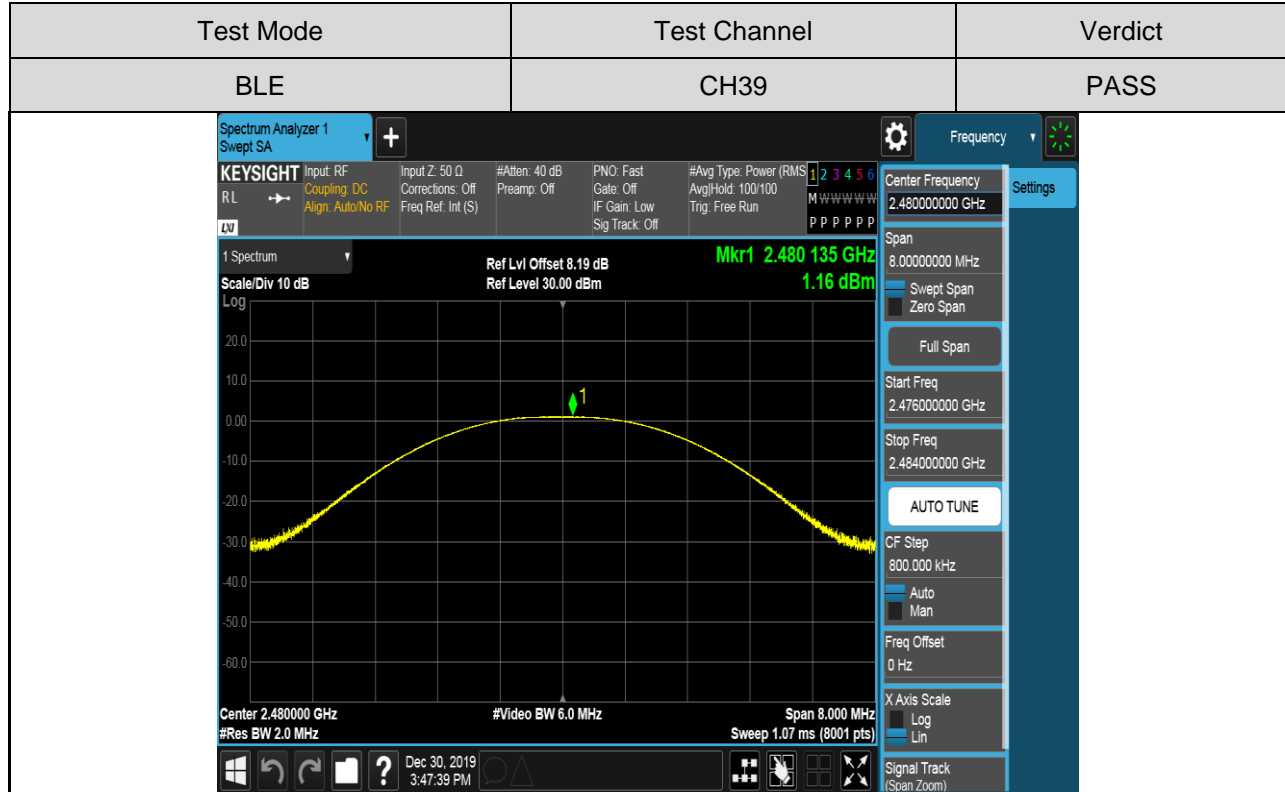 Test Mode Test Channel Verdict
BLE CH39 PASS
Spectrum Analyzer 1
Swept SA
Frequency
KEYSIGHT Input: RF Input Z: 50 Ω #Atten: 40 dB PNO: Fast #Avg Type: Power (RMS 1 2 3 4 5 6
RL Coupling: DC Corrections: Off Preamp: Off Gate: Off Avg|Hold: 100/100 M W W W W W
Align: Auto/No RF Freq Ref: Int (S) IF Gain: Low Trig: Free Run
LXI Sig Track: Off P P P P P P
1 Spectrum
Scale/Div 10 dB
Ref Lvl Offset 8.19 dB
Ref Level 30.00 dBm
Mkr1 2.480 135 GHz
1.16 dBm
Log
20.0
10.0
1
0.00
-10.0
-20.0
-30.0
-40.0
-50.0
-60.0
Center 2.480000 GHz #Video BW 6.0 MHz Span 8.000 MHz
#Res BW 2.0 MHz Sweep 1.07 ms (8001 pts)
? Dec 30, 2019
3:47:39 PM
Center Frequency
2.480000000 GHz
Settings
Span
8.00000000 MHz
Swept Span
Zero Span
Full Span
Start Freq
2.476000000 GHz
Stop Freq
2.484000000 GHz
AUTO TUNE
CF Step
800.000 kHz
Auto
Man
Freq Offset
0 Hz
X Axis Scale
Log
Lin
Signal Track
(Span Zoom)